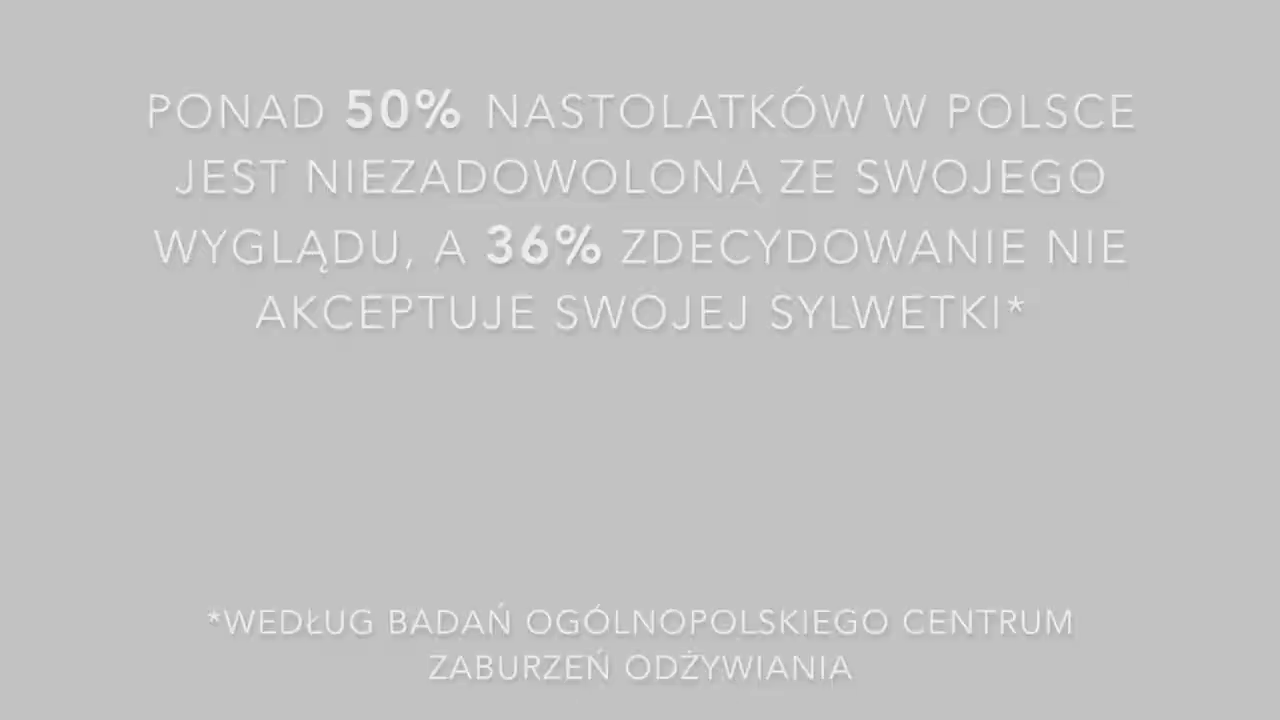 PONAD 50% NASTOLATKÓW W POLSCE
JEST NIEZADOWOLONA ZE SWOJEGO
WYGLĄDU, A 36% ZDECYDOWANIE NIE
AKCEPTUJE SWOJEJ SYLWETKI*
*WEDŁUG BADAŃ OGÓLNOPOLSKIEGO CENTRUM
ZABURZEŃ ODŻYWIANIA